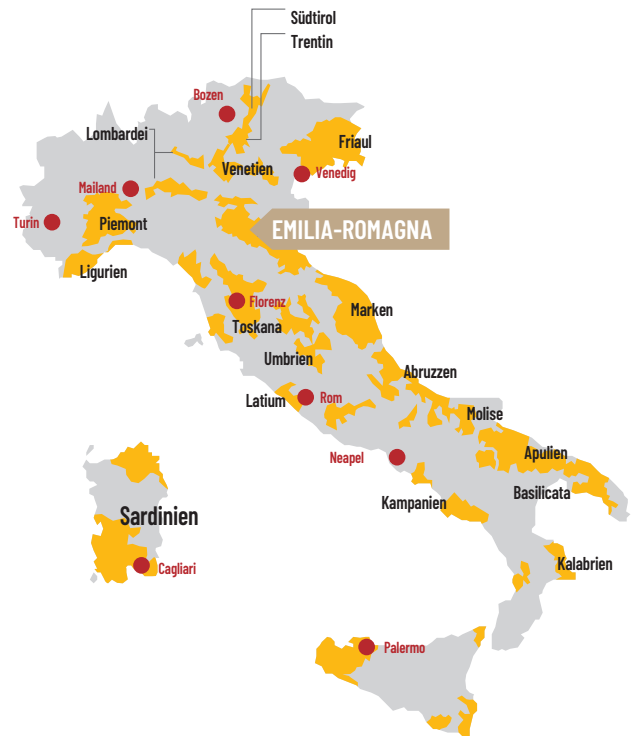 Südtirol
Trentin
Bozen
Lombardei
Friaul
Venetien
Venedig
Mailand
Turin
Piemont
EMILIA-ROMAGNA
Ligurien
Florenz
Marken
Toskana
Umbrien
Abruzzen
Latium
Rom
Molise
Neapel
Apulien
Basilicata
Kampanien
Sardinien
Kalabrien
Cagliari
Palermo